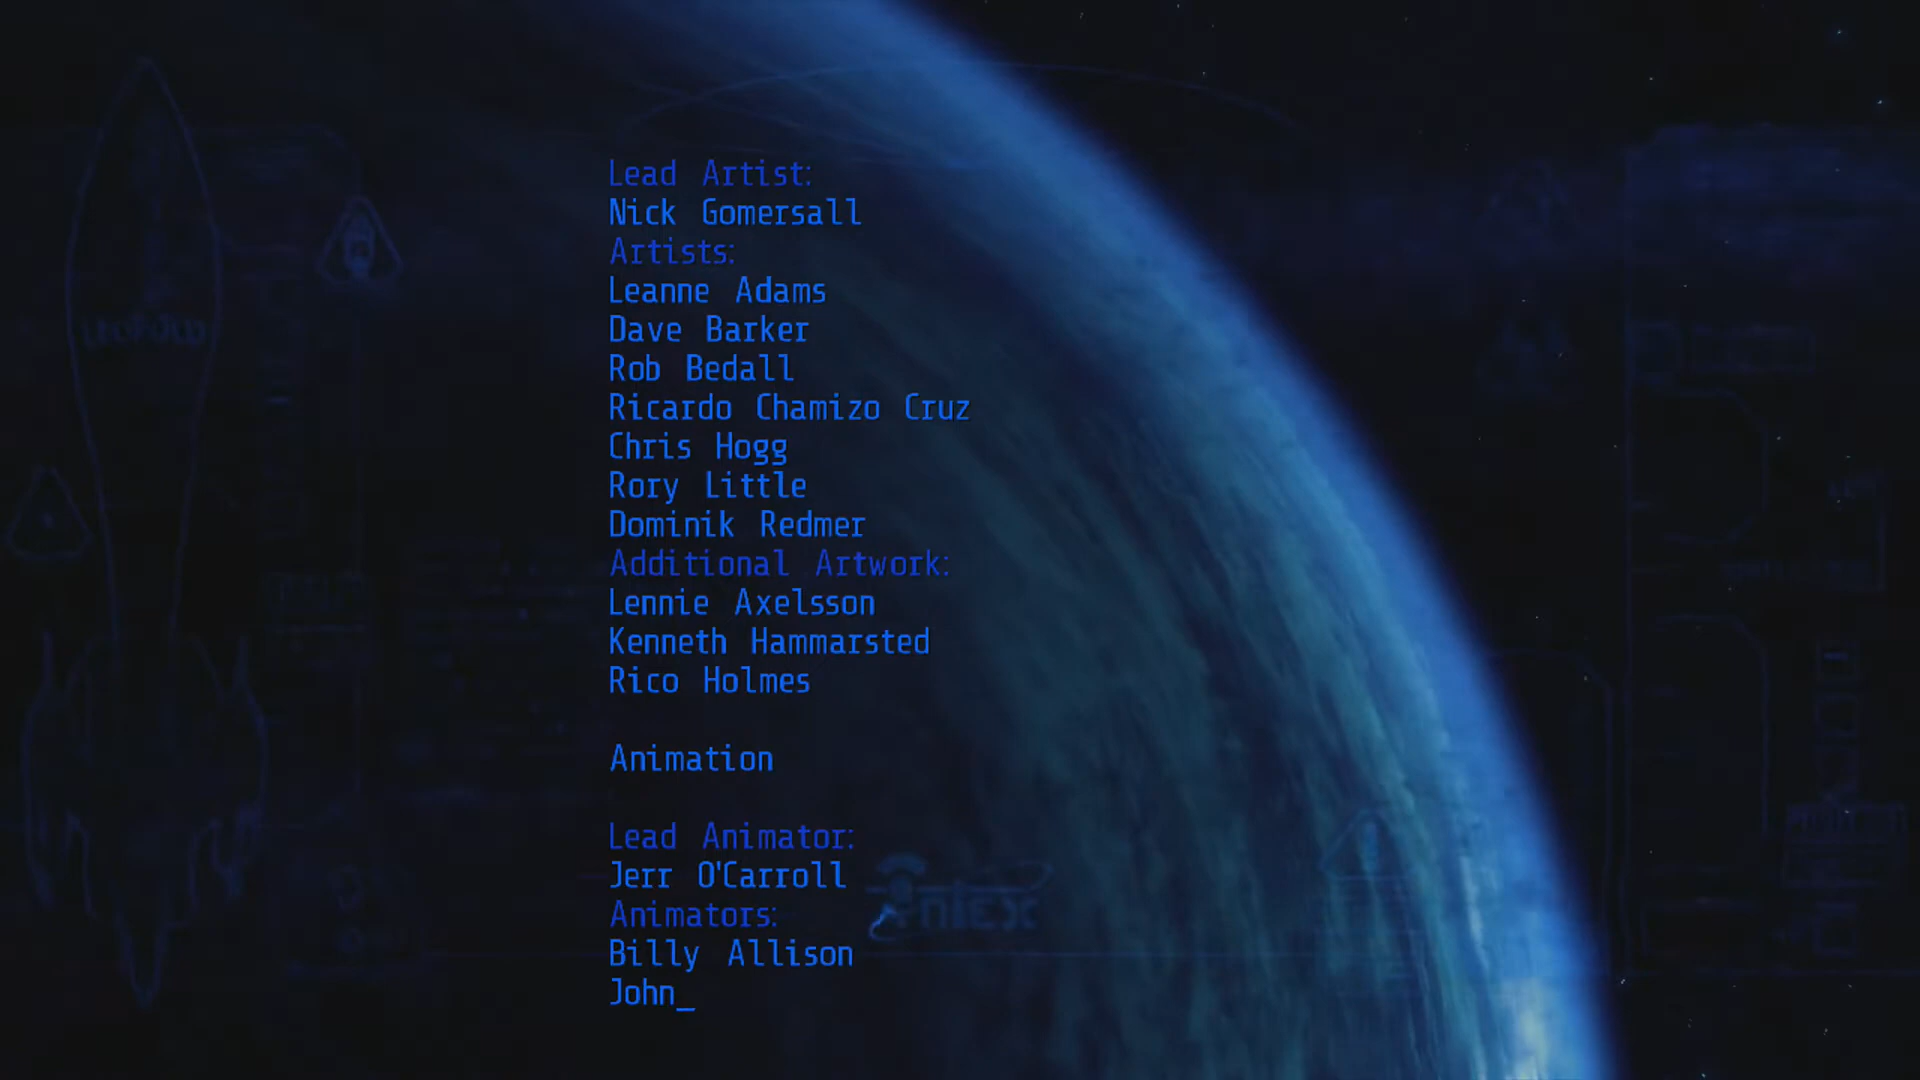 Lead Artist:
Nick Gomersall
Artists:
Leanne Adams
Dave Barker
Rob Bedall
Ricardo Chamizo Cruz
Chris Hogg
Rory Little
Dominik Redmer
Additional Artwork:
Lennie Axelsson
Kenneth Hammarsted
Rico Holmes
Animation
Lead Animator:
Jerr O'Carroll
Animators:
Billy Allison
John_